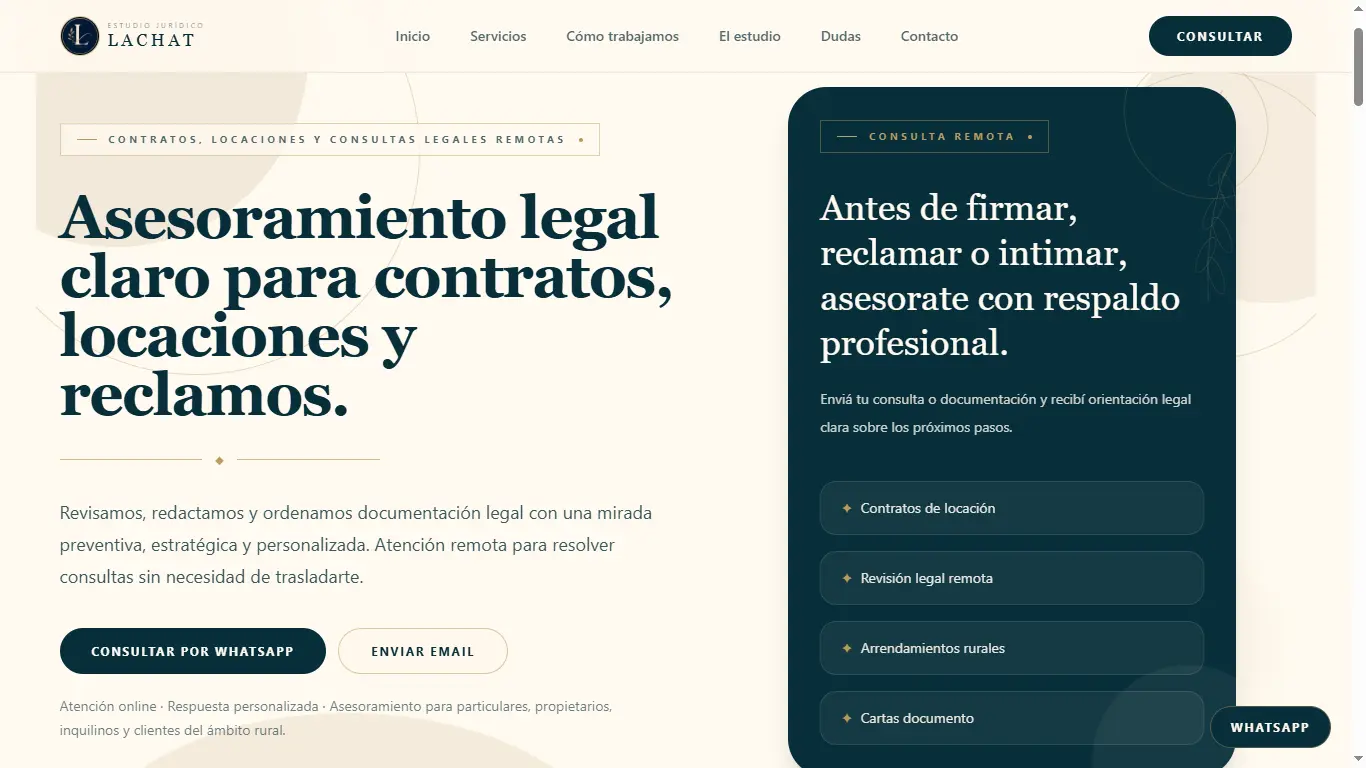 ESTUDIO JURÍDICO
LACHAT
Inicio
Servicios
Cómo trabajamos
El estudio
Dudas
Contacto
CONSULTAR
CONTRATOS, LOCACIONES Y CONSULTAS LEGALES REMOTAS
Asesoramiento legal
claro para contratos,
locaciones y
reclamos.
Revisamos, redactamos y ordenamos documentación legal con una mirada
preventiva, estratégica y personalizada. Atención remota para resolver
consultas sin necesidad de trasladarte.
CONSULTAR POR WHATSAPP
ENVIAR EMAIL
Atención online · Respuesta personalizada · Asesoramiento para particulares, propietarios,
inquilinos y clientes del ámbito rural.
CONSULTA REMOTA
Antes de firmar,
reclamar o intimar,
asesorate con respaldo
profesional.
Enviá tu consulta o documentación y recibí orientación legal
clara sobre los próximos pasos.
Contratos de locación
Revisión legal remota
Arrendamientos rurales
Cartas documento
WHATSAPP